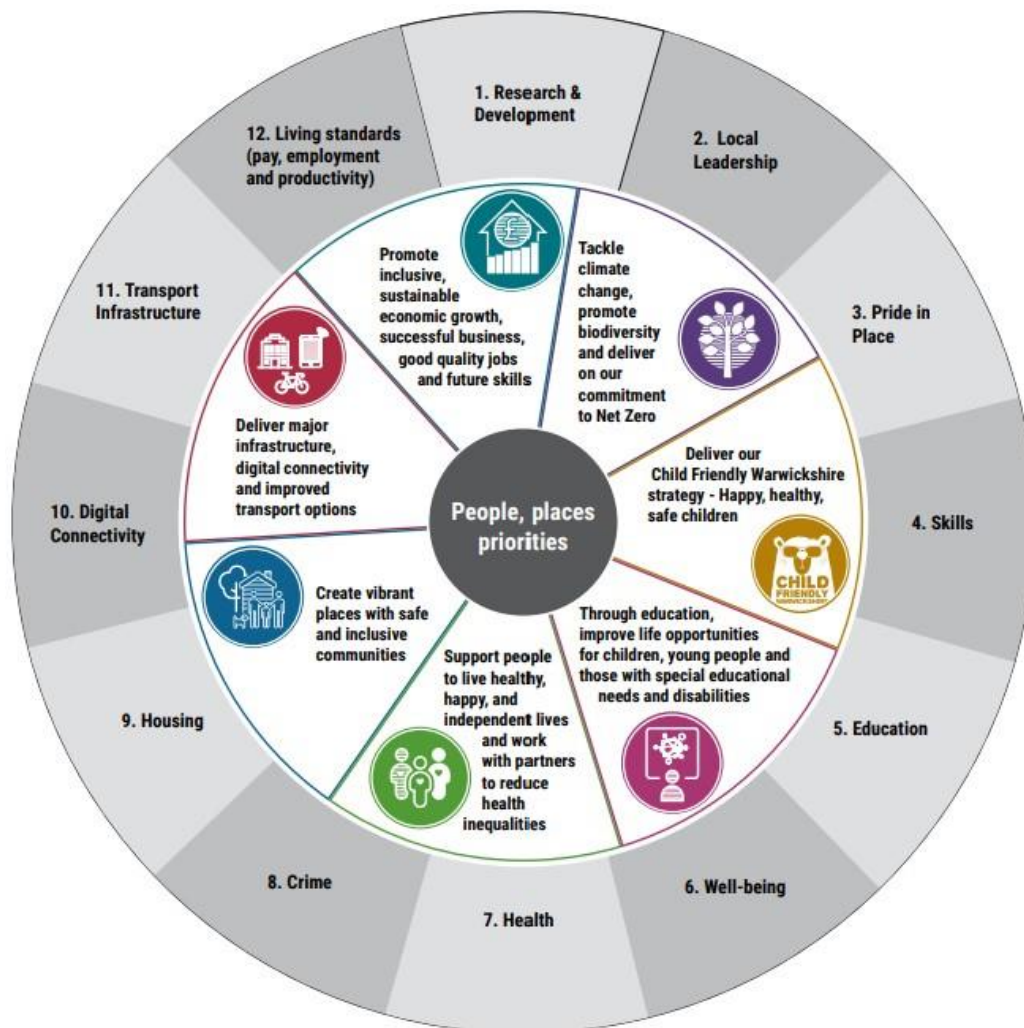 1. Research &
Development
2. Local
Leadership
3. Pride in
Place
4. Skills
5. Education
6. Well-being
7. Health
8. Crime
9. Housing
10. Digital
Connectivity
11. Transport
Infrastructure
12. Living standards
(pay, employment
and productivity)
Promote
inclusive,
sustainable
economic growth,
successful business,
good quality jobs
and future skills
£
Tackle
climate
change,
promote
biodiversity
and deliver
on our
commitment
to Net Zero
Deliver our
Child Friendly Warwickshire
strategy - Happy, healthy,
safe children
CHILD
FRIENDLY
WARWICKSHIRE
Through education,
improve life opportunities
for children, young people and
those with special educational
needs and disabilities
Support people
to live healthy,
happy, and
independent lives
and work
with partners
to reduce
health
inequalities
Create vibrant
places with safe
and inclusive
communities
Deliver major
infrastructure,
digital connectivity
and improved
transport options
People, places
priorities